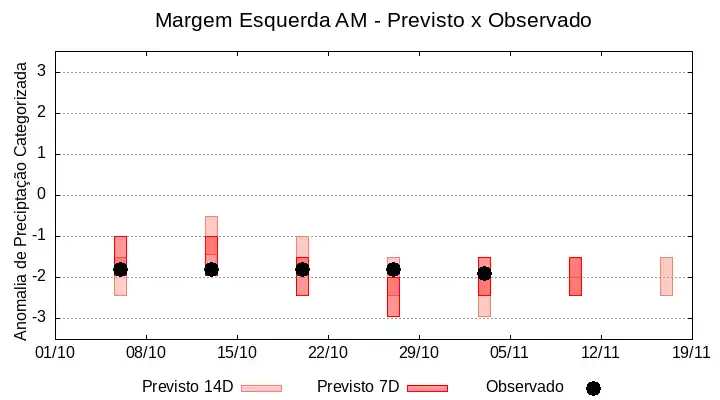 Margem Esquerda AM - Previsto x Observado
Anomalia de Preciptação Categorizada
3
2
1
0
-1
-2
-3
01/10 08/10 15/10 22/10 29/10 05/11 12/11 19/11
Previsto 14D Previsto 7D Observado